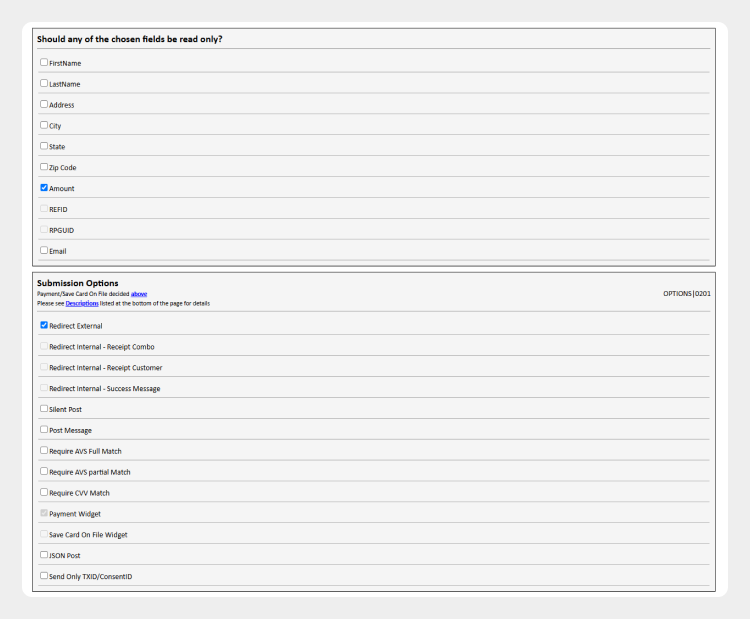 Should any of the chosen fields be read only?
FirstName
LastName
Address
City
State
Zip Code
Amount
REFID
RPGUID
Email
Submission Options
Payment/Save Card On File decided above
OPTIONS|0201
Please see Descriptions listed at the bottom of the page for details
Redirect External
Redirect Internal - Receipt Combo
Redirect Internal - Receipt Customer
Redirect Internal - Success Message
Silent Post
Post Message
Require AVS Full Match
Require AVS partial Match
Require CVV Match
Payment Widget
Save Card On File Widget
JSON Post
Send Only TXID/ConsentID